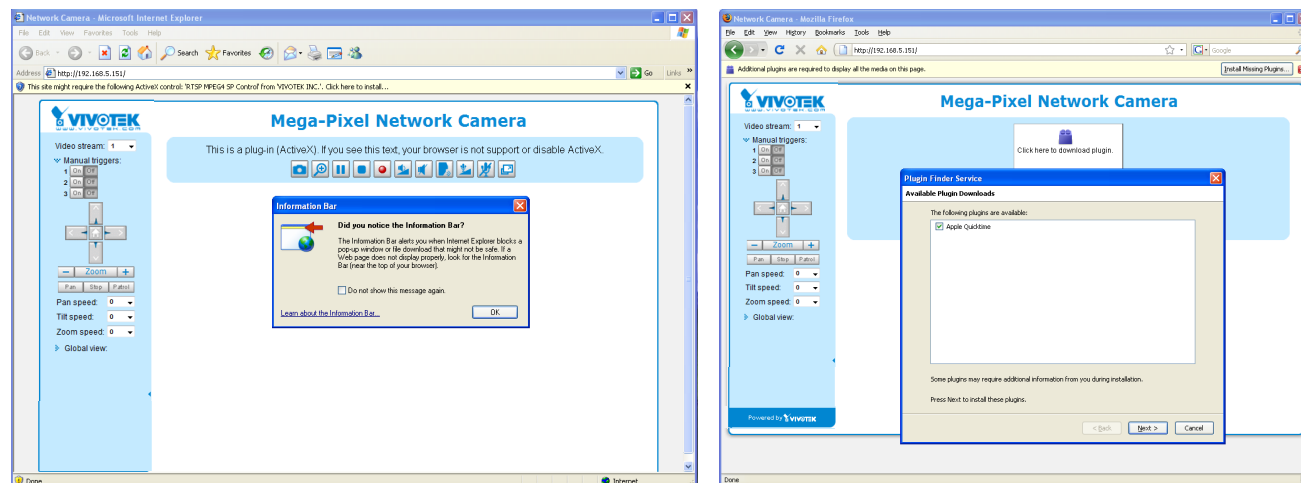 Network Camera - Microsoft Internet Explorer
File Edit View Favorites Tools Help
Back Search Favorites
Address http://192.168.5.151/ Go Links »
This site might require the following ActiveX control: 'RTSP MPEG4 SP Control' from 'VIVOTEK INC.'. Click here to install...
VIVOTEK
www.vivotek.com
Mega-Pixel Network Camera
Video stream: 1
Manual triggers:
1 On Off
2 On Off
3 On Off
Zoom
Pan Stop Patrol
Pan speed: 0
Tilt speed: 0
Zoom speed: 0
Global view:
This is a plug-in (ActiveX). If you see this text, your browser is not support or disable ActiveX.
Information Bar
Did you notice the Information Bar?
The Information Bar alerts you when Internet Explorer blocks a
pop-up window or file download that might not be safe. If a
Web page does not display properly, look for the Information
Bar (near the top of your browser).
Do not show this message again.
Learn about the Information Bar...
OK
Done
Internet
Network Camera - Mozilla Firefox
File Edit View History Bookmarks Tools Help
http://192.168.5.151/
Google
Additional plugins are required to display all the media on this page.
Install Missing Plugins...
VIVOTEK
www.vivotek.com
Mega-Pixel Network Camera
Video stream: 1
Manual triggers:
1 On Off
2 On Off
3 On Off
Zoom
Pan Stop Patrol
Pan speed: 0
Tilt speed: 0
Zoom speed: 0
Global view:
Powered by VIVOTEK
Click here to download plugin.
Plugin Finder Service
Available Plugin Downloads
The following plugins are available:
Apple Quicktime
Some plugins may require additional information from you during installation.
Press Next to install these plugins.
< Back
Next >
Cancel
Done